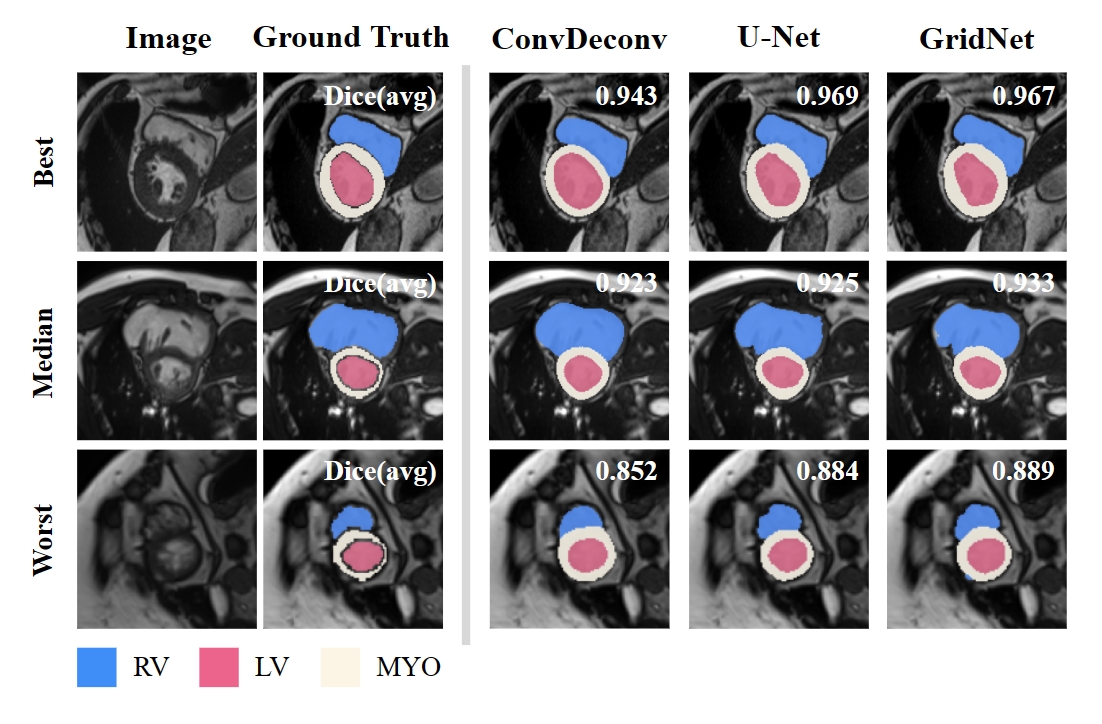 Image Ground Truth ConvDeconv U-Net GridNet
Best Dice(avg) 0.943 0.969 0.967
Median Dice(avg) 0.923 0.925 0.933
Worst Dice(avg) 0.852 0.884 0.889
RV LV MYO